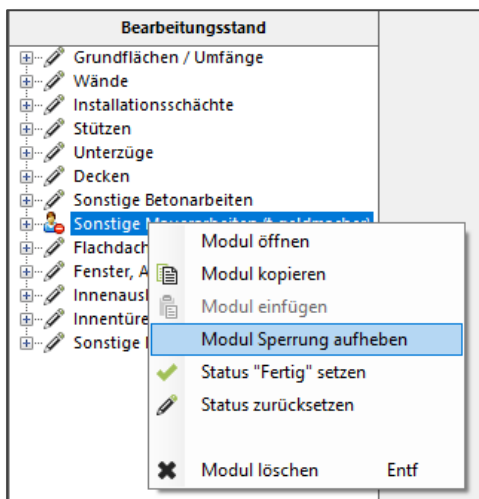 Bearbeitungsstand
Grundflächen / Umfänge
Wände
Installationsschächte
Stützen
Unterzüge
Decken
Sonstige Betonarbeiten
Sonstige
Flachdach
Fenster, A
Innenaus
Innentüre
Sonstige
Modul öffnen
Modul kopieren
Modul einfügen
Modul Sperrung aufheben
Status "Fertig" setzen
Status zurücksetzen
Modul löschen Entf